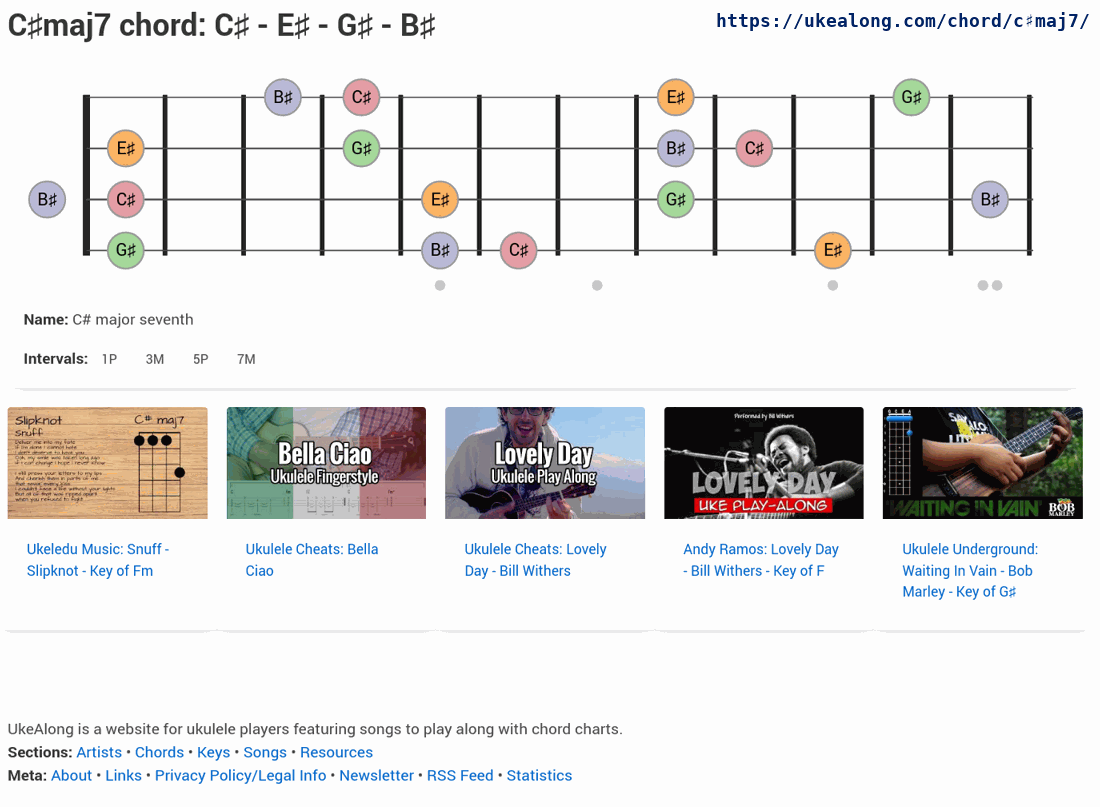 C♯maj7 chord: C♯ - E♯ - G♯ - B♯
https://ukealong.com/chord/c♯maj7/
B♯ C♯ E♯ G♯
E♯ G♯ B♯ C♯
B♯ C♯ E♯ G♯ B♯
G♯ B♯ C♯ E♯
Name: C# major seventh
Intervals: 1P 3M 5P 7M
Slipknot
Snuff
C# maj7
Bella Ciao
Ukulele Fingerstyle
Lovely Day
Ukulele Play Along
Performed by Bill Withers
LOVELY DAY
UKE PLAY-ALONG
WAITING IN VAIN
BOB
MARLEY
Ukeledu Music: Snuff -
Slipknot - Key of Fm
Ukulele Cheats: Bella
Ciao
Ukulele Cheats: Lovely
Day - Bill Withers
Andy Ramos: Lovely Day
- Bill Withers - Key of F
Ukulele Underground:
Waiting In Vain - Bob
Marley - Key of G♯
UkeAlong is a website for ukulele players featuring songs to play along with chord charts.
Sections: Artists • Chords • Keys • Songs • Resources
Meta: About • Links • Privacy Policy/Legal Info • Newsletter • RSS Feed • Statistics